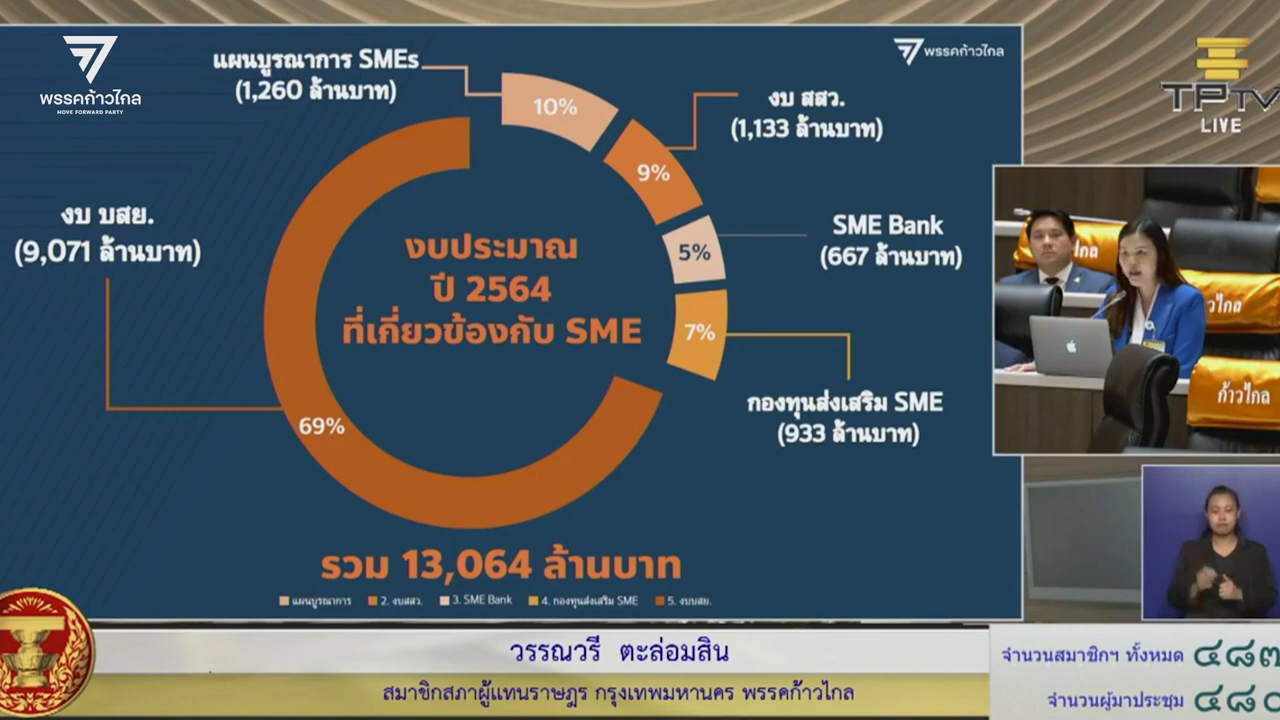 พรรคก้าวไกล
MOVE FORWARD PARTY
พรรคก้าวไกล
TPTV
LIVE
แผนบูรณาการ SMEs
(1,260 ล้านบาท)
10%
งบ สสว.
(1,133 ล้านบาท)
9%
SME Bank
(667 ล้านบาท)
5%
7%
กองทุนส่งเสริม SME
(933 ล้านบาท)
งบ บสย.
(9,071 ล้านบาท)
69%
งบประมาณ
ปี 2564
ที่เกี่ยวข้องกับ SME
รวม 13,064 ล้านบาท
แผนบูรณาการ 2. งบสสว. 3. SME Bank 4. กองทุนส่งเสริม SME 5. งบบสย.
ก้าวไกล
วรรณวรี ตะล่อมสิน
สมาชิกสภาผู้แทนราษฎร กรุงเทพมหานคร พรรคก้าวไกล
จำนวนสมาชิกฯ ทั้งหมด ๔๘๗
จำนวนผู้มาประชุม ๔๘๐